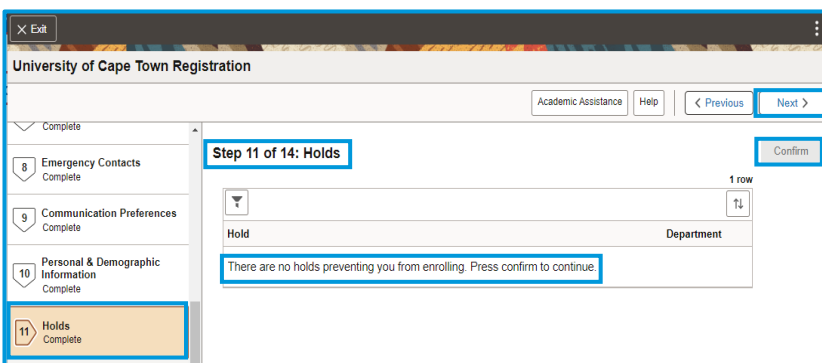 Exit
University of Cape Town Registration
Academic Assistance
Help
Previous
Next
Complete
8
Emergency Contacts
Complete
9
Communication Preferences
Complete
10
Personal & Demographic
Information
Complete
11
Holds
Complete
Step 11 of 14: Holds
Confirm
1 row
Hold Department
There are no holds preventing you from enrolling. Press confirm to continue.